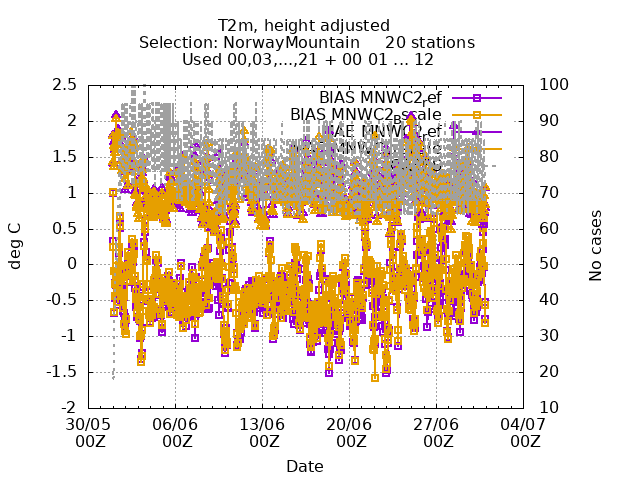 T2m, height adjusted
Selection: NorwayMountain 20 stations
Used 00,03,...,21 + 00 01 ... 12
2.5 100
BIAS MNWC2_ref
2 90
BIAS MNWC2_Bscale
1.5 80
1 70
0.5 60
0 50
-0.5 40
-1 30
-1.5 20
-2 10
deg C
No cases
30/05 06/06 13/06 20/06 27/06 04/07
00Z 00Z 00Z 00Z 00Z 00Z
Date